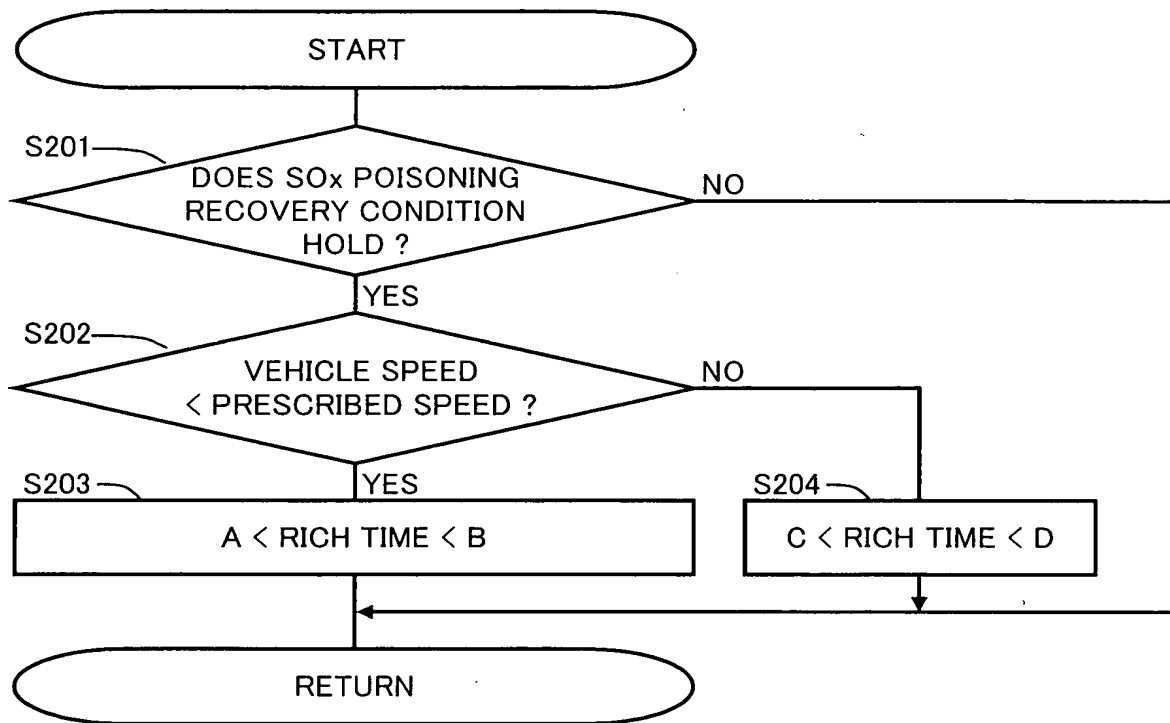 START
S201
DOES SOx POISONING
RECOVERY CONDITION
HOLD ?
NO
YES
S202
VEHICLE SPEED
< PRESCRIBED SPEED ?
NO
YES
S203
A < RICH TIME < B
S204
C < RICH TIME < D
RETURN